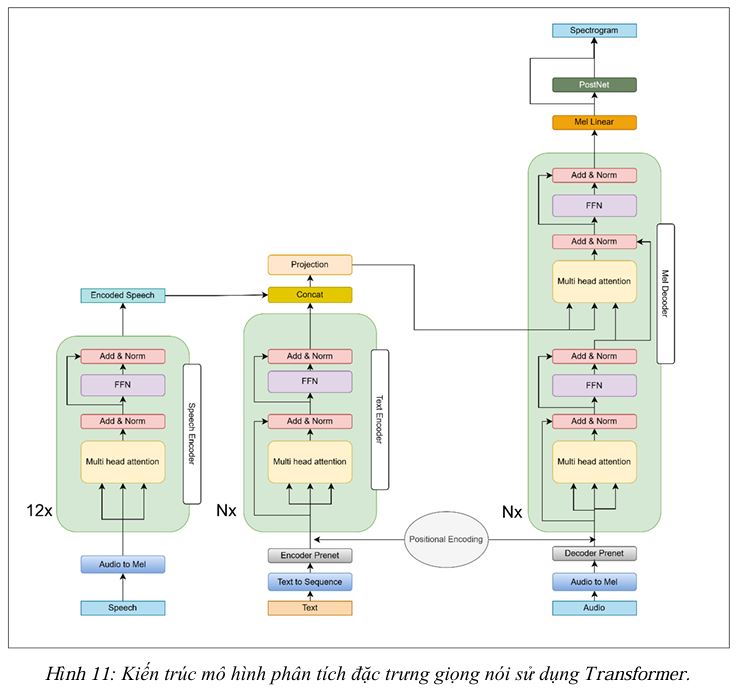 Spectrogram
PostNet
Mel Linear
Add & Norm
FFN
Add & Norm
Multi head attention
Mel Decoder
Add & Norm
FFN
Add & Norm
Multi head attention
Nx
Decoder Prenet
Audio to Mel
Audio
Positional Encoding
Projection
Concat
Add & Norm
FFN
Add & Norm
Multi head attention
Text Encoder
Nx
Encoder Prenet
Text to Sequence
Text
Encoded Speech
Add & Norm
FFN
Add & Norm
Multi head attention
Speech Encoder
12x
Audio to Mel
Speech
Hình 11: Kiến trúc mô hình phân tích đặc trưng giọng nói sử dụng Transformer.